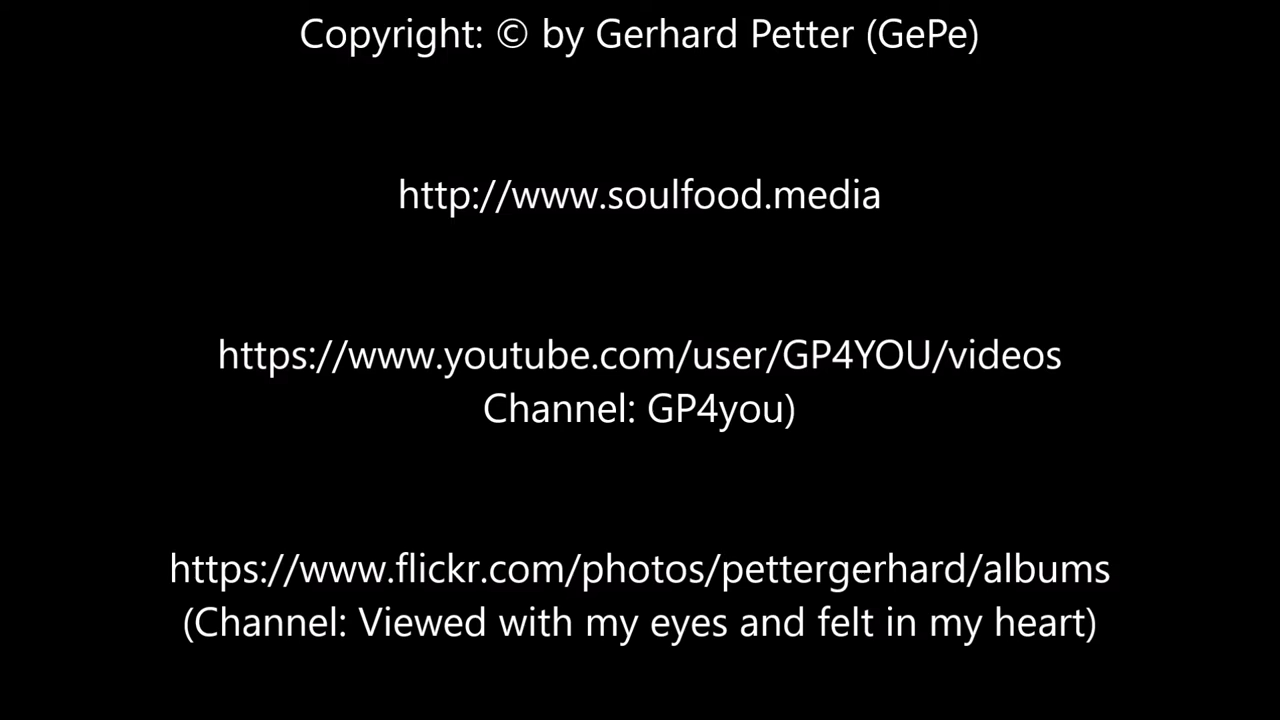 Copyright: © by Gerhard Petter (GePe)
http://www.soulfood.media
https://www.youtube.com/user/GP4YOU/videos
Channel: GP4you)
https://www.flickr.com/photos/pettergerhard/albums
(Channel: Viewed with my eyes and felt in my heart)